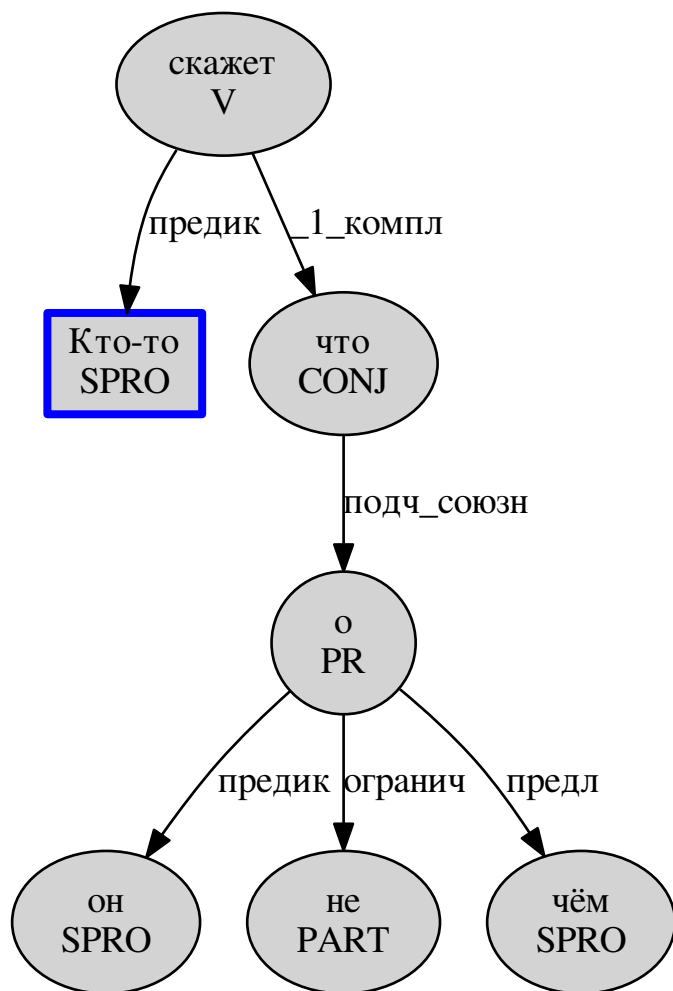 скажет
V
предик
_1_компл
Кто-то
SPRO
что
CONJ
подч_союзн
о
PR
предик
огранич
предл
он
SPRO
не
PART
чём
SPRO